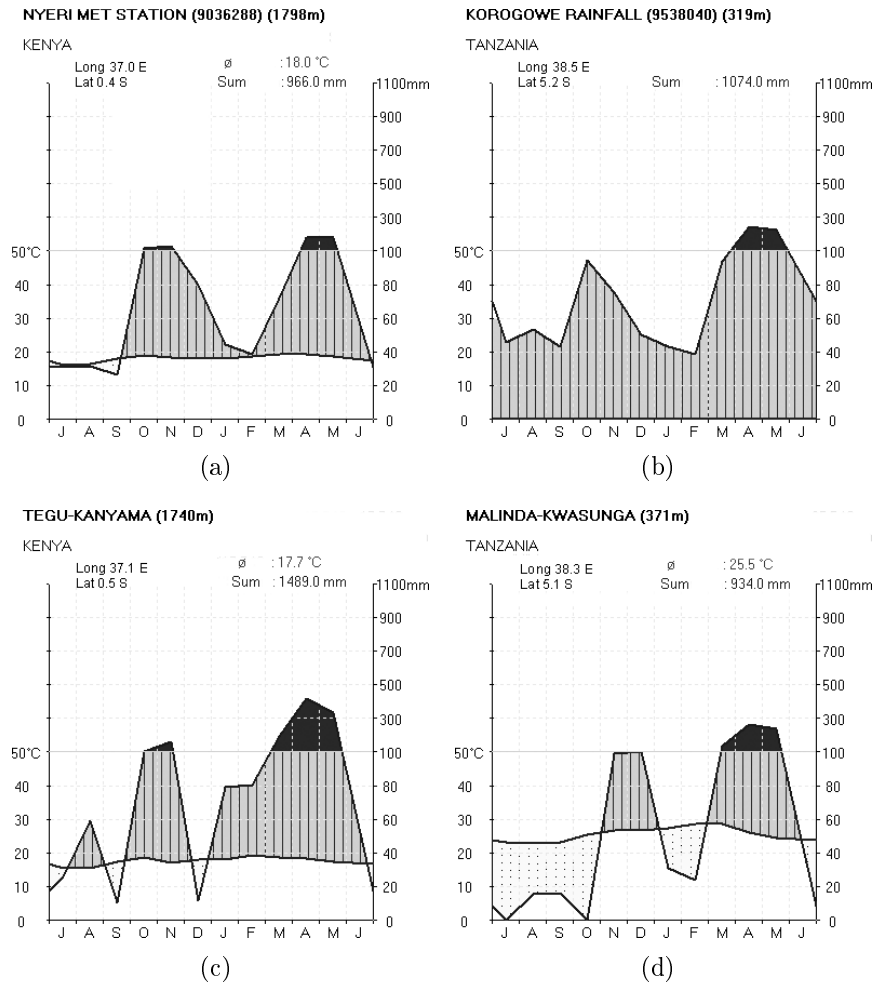 NYERI MET STATION (9036288) (1798m)
KENYA
Long 37.0 E ø : 18.0 °C
Lat 0.4 S Sum : 966.0 mm
1100mm
900
700
500
300
50°C 100
40 80
30 60
20 40
10 20
0 0
J A S O N D J F M A M J
(a)
KOROGOWE RAINFALL (9538040) (319m)
TANZANIA
Long 38.5 E
Lat 5.2 S Sum : 1074.0 mm
1100mm
900
700
500
300
50°C 100
40 80
30 60
20 40
10 20
0 0
J A S O N D J F M A M J
(b)
TEGU-KANYAMA (1740m)
KENYA
Long 37.1 E ø : 17.7 °C
Lat 0.5 S Sum : 1489.0 mm
1100mm
900
700
500
300
50°C 100
40 80
30 60
20 40
10 20
0 0
J A S O N D J F M A M J
(c)
MALINDA-KWASUNGA (371m)
TANZANIA
Long 38.3 E ø : 25.5 °C
Lat 5.1 S Sum : 934.0 mm
1100mm
900
700
500
300
50°C 100
40 80
30 60
20 40
10 20
0 0
J A S O N D J F M A M J
(d)